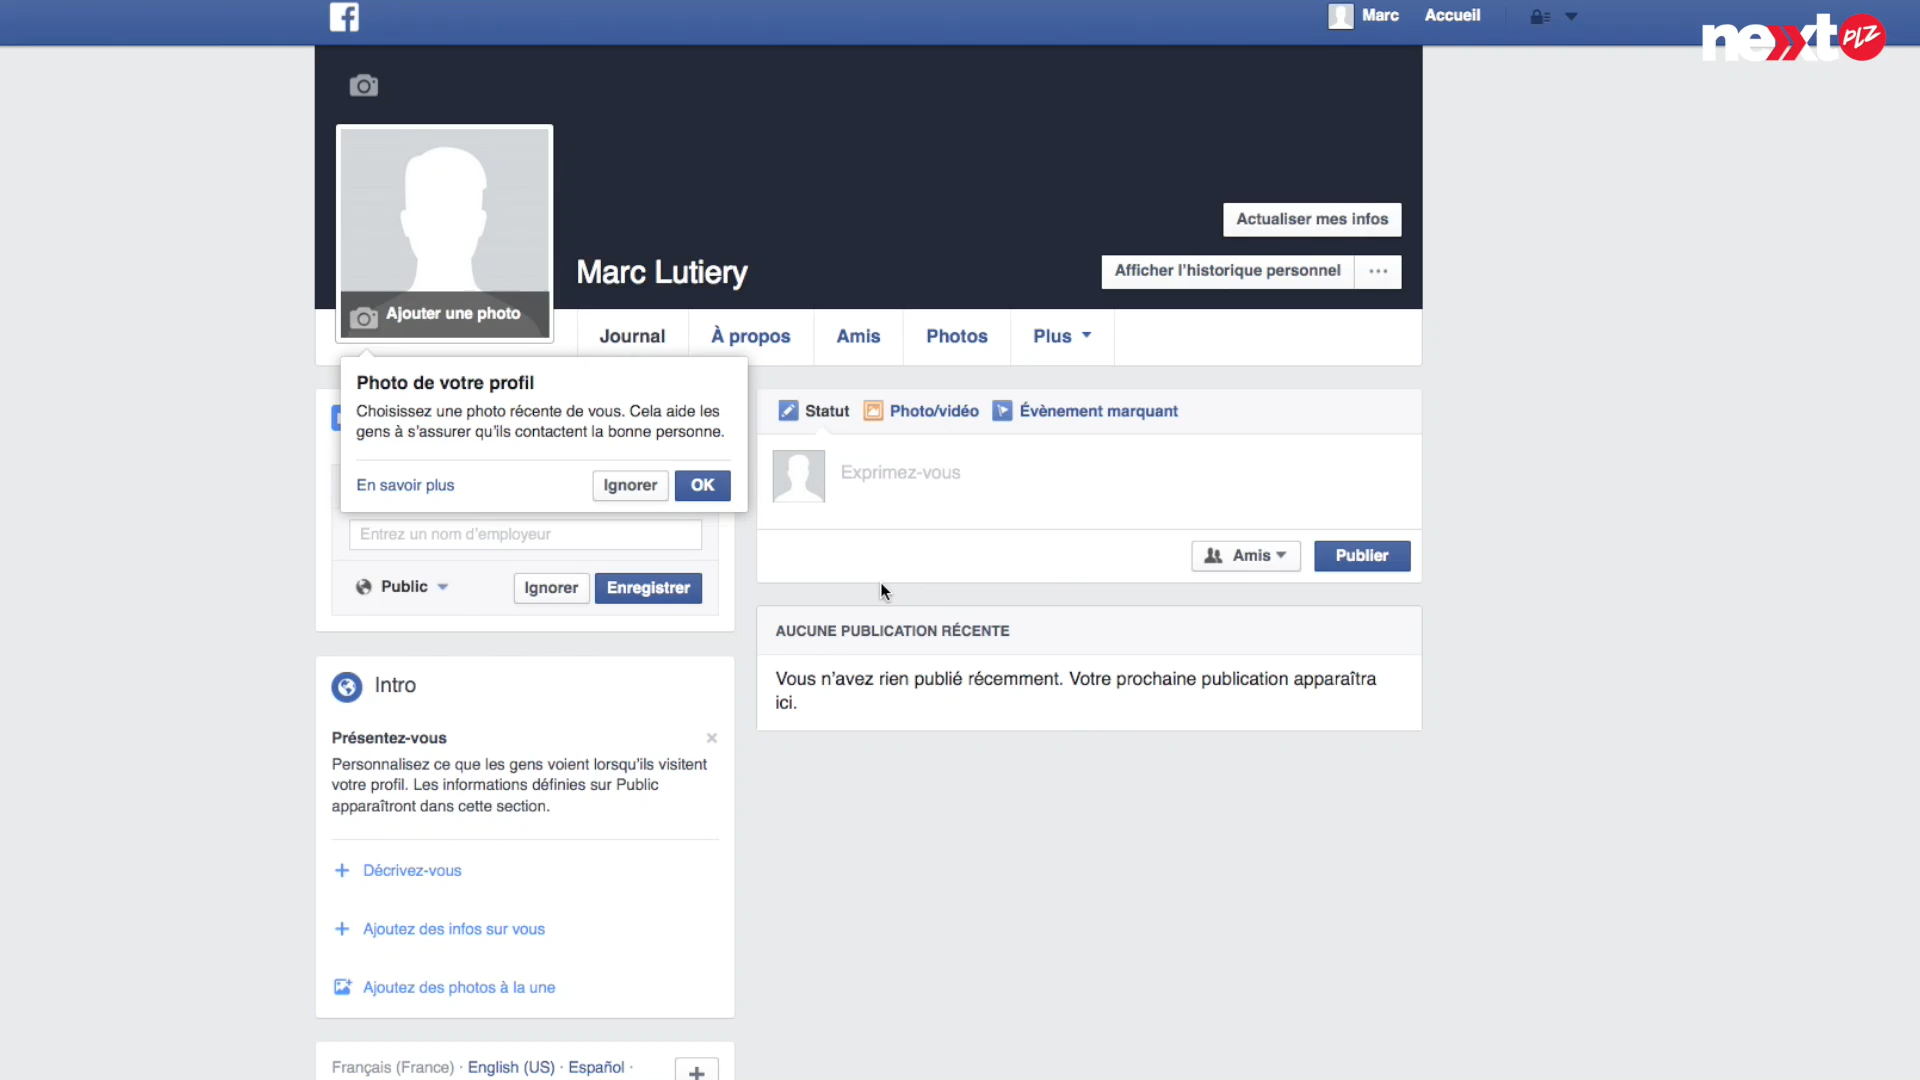 Marc Accueil
next PLZ
Actualiser mes infos
Marc Lutiery
Afficher l'historique personnel ...
Ajouter une photo
Journal À propos Amis Photos Plus
Photo de votre profil
Choisissez une photo récente de vous. Cela aide les
gens à s'assurer qu'ils contactent la bonne personne.
En savoir plus Ignorer OK
Entrez un nom d'employeur
Public Ignorer Enregistrer
Statut Photo/vidéo Évènement marquant
Exprimez-vous
Amis Publier
AUCUNE PUBLICATION RÉCENTE
Vous n'avez rien publié récemment. Votre prochaine publication apparaîtra
ici.
Intro
Présentez-vous
Personnalisez ce que les gens voient lorsqu'ils visitent
votre profil. Les informations définies sur Public
apparaîtront dans cette section.
+ Décrivez-vous
+ Ajoutez des infos sur vous
Ajoutez des photos à la une
Français (France) · English (US) · Español ·
+